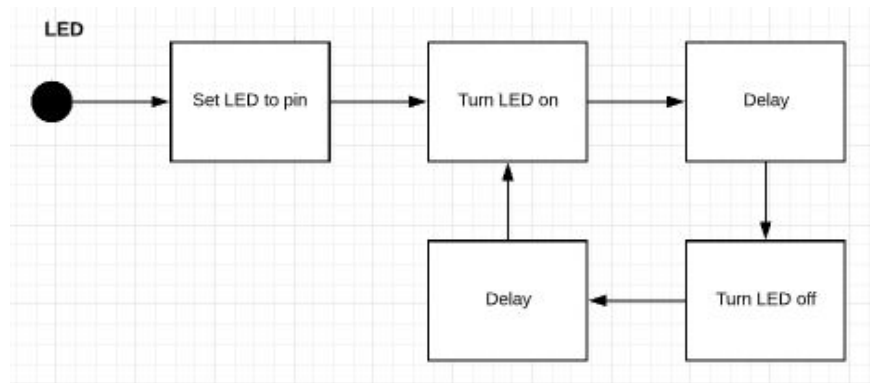 LED
Set LED to pin
Turn LED on
Delay
Delay
Turn LED off